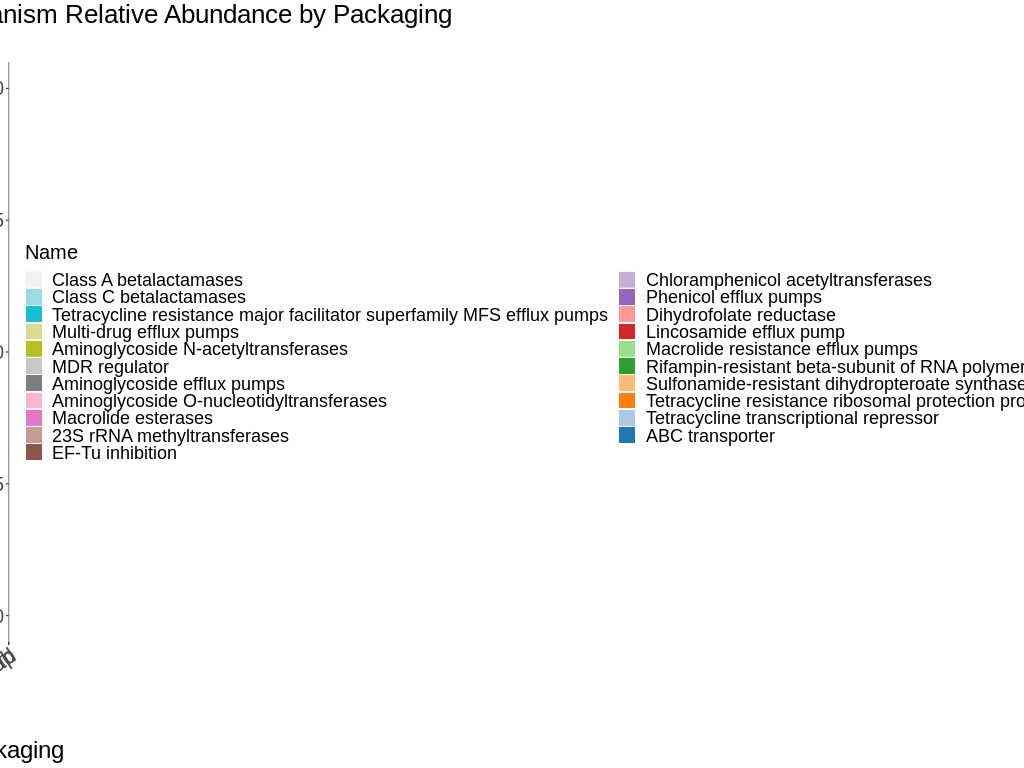 anism Relative Abundance by Packaging
0
5
0
5
0
Name
Class A betalactamases
Class C betalactamases
Tetracycline resistance major facilitator superfamily MFS efflux pumps
Multi-drug efflux pumps
Aminoglycoside N-acetyltransferases
MDR regulator
Aminoglycoside efflux pumps
Aminoglycoside O-nucleotidyltransferases
Macrolide esterases
23S rRNA methyltransferases
EF-Tu inhibition
Chloramphenicol acetyltransferases
Phenicol efflux pumps
Dihydrofolate reductase
Lincosamide efflux pump
Macrolide resistance efflux pumps
Rifampin-resistant beta-subunit of RNA polymer
Sulfonamide-resistant dihydropteroate synthase
Tetracycline resistance ribosomal protection pro
Tetracycline transcriptional repressor
ABC transporter
kaging